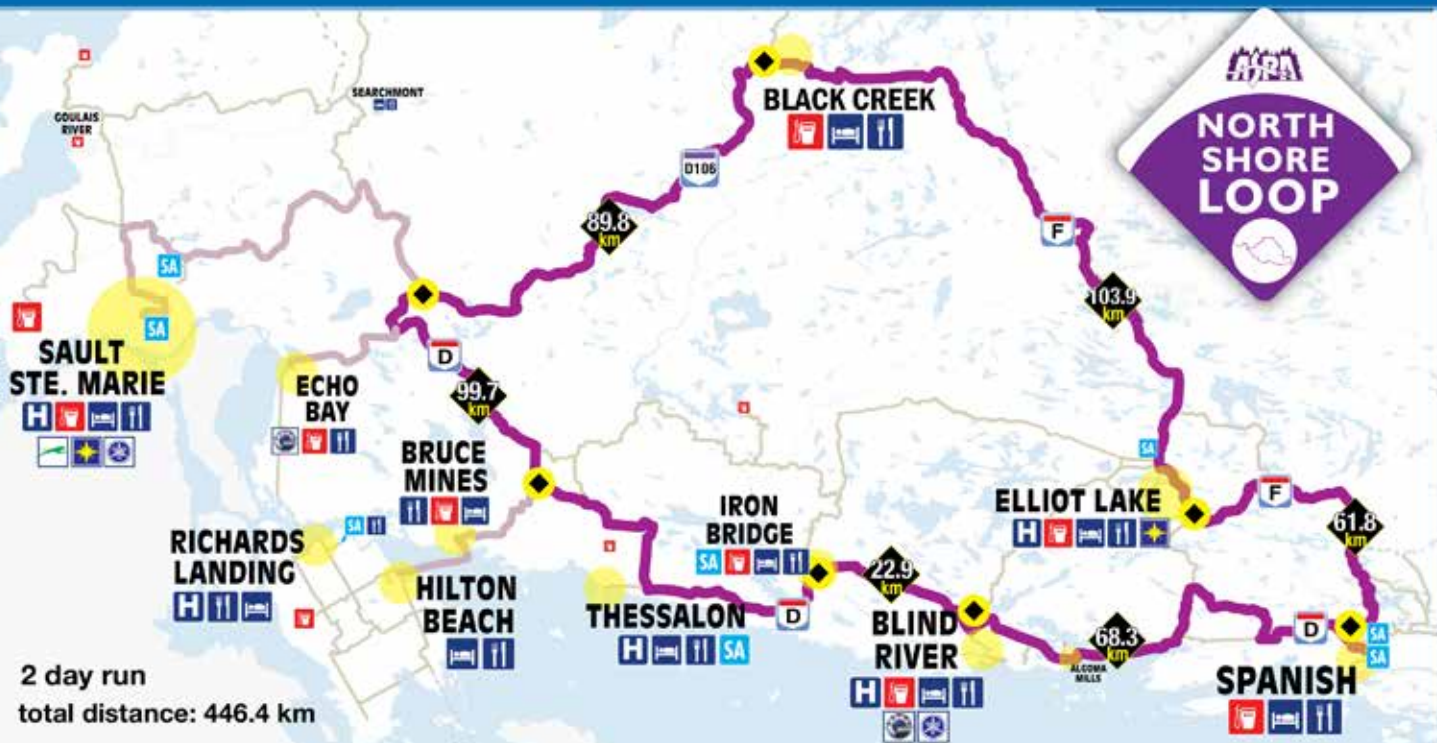 AŚRA
NORTH
SHORE
LOOP
SEARCHMONT
GOULAIS
RIVER
BLACK CREEK
D106
89.8
km
F
103.9
km
SA
SA
SAULT
STE. MARIE
H
ECHO
BAY
D
99.7
km
BRUCE
MINES
SA
RICHARDS
LANDING
H
HILTON
BEACH
IRON
BRIDGE
SA
THESSALON
H SA
D
22.9
km
BLIND
RIVER
H
SA
ELLIOT LAKE
H
F
61.8
km
68.3
km
ALGOMA
MILLS
D
SA
SA
SPANISH
2 day run
total distance: 446.4 km